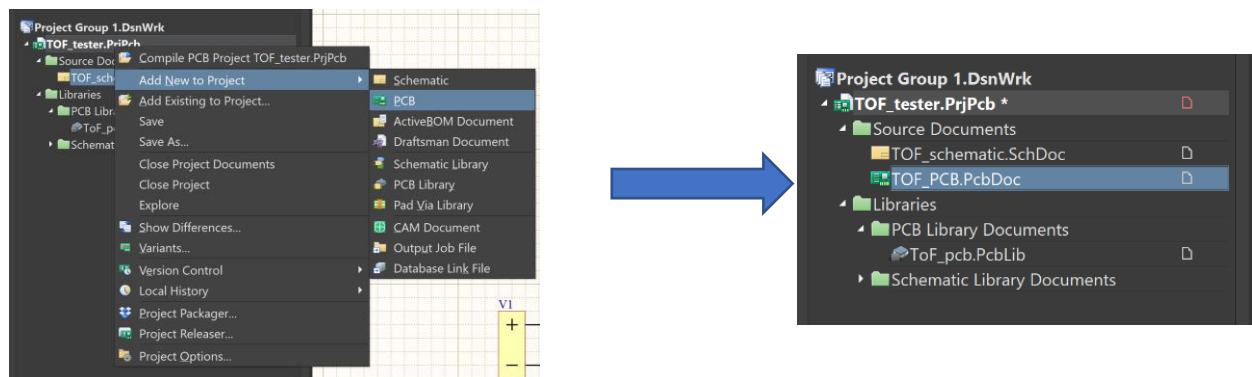 Project Group 1.DsnWrk
TOF_tester.PrjPcb
Source Doc
TOF_sch
Libraries
PCB Libr
ToF_p
Schemat
Compile PCB Project TOF_tester.PrjPcb
Add New to Project
Add Existing to Project...
Save
Save As...
Close Project Documents
Close Project
Explore
Show Differences...
Variants...
Version Control
Local History
Project Packager...
Project Releaser...
Project Options...
Schematic
PCB
ActiveBOM Document
Draftsman Document
Schematic Library
PCB Library
Pad Via Library
CAM Document
Output Job File
Database Link File
V1
+
−
Project Group 1.DsnWrk
TOF_tester.PrjPcb *
Source Documents
TOF_schematic.SchDoc
TOF_PCB.PcbDoc
Libraries
PCB Library Documents
ToF_pcb.PcbLib
Schematic Library Documents